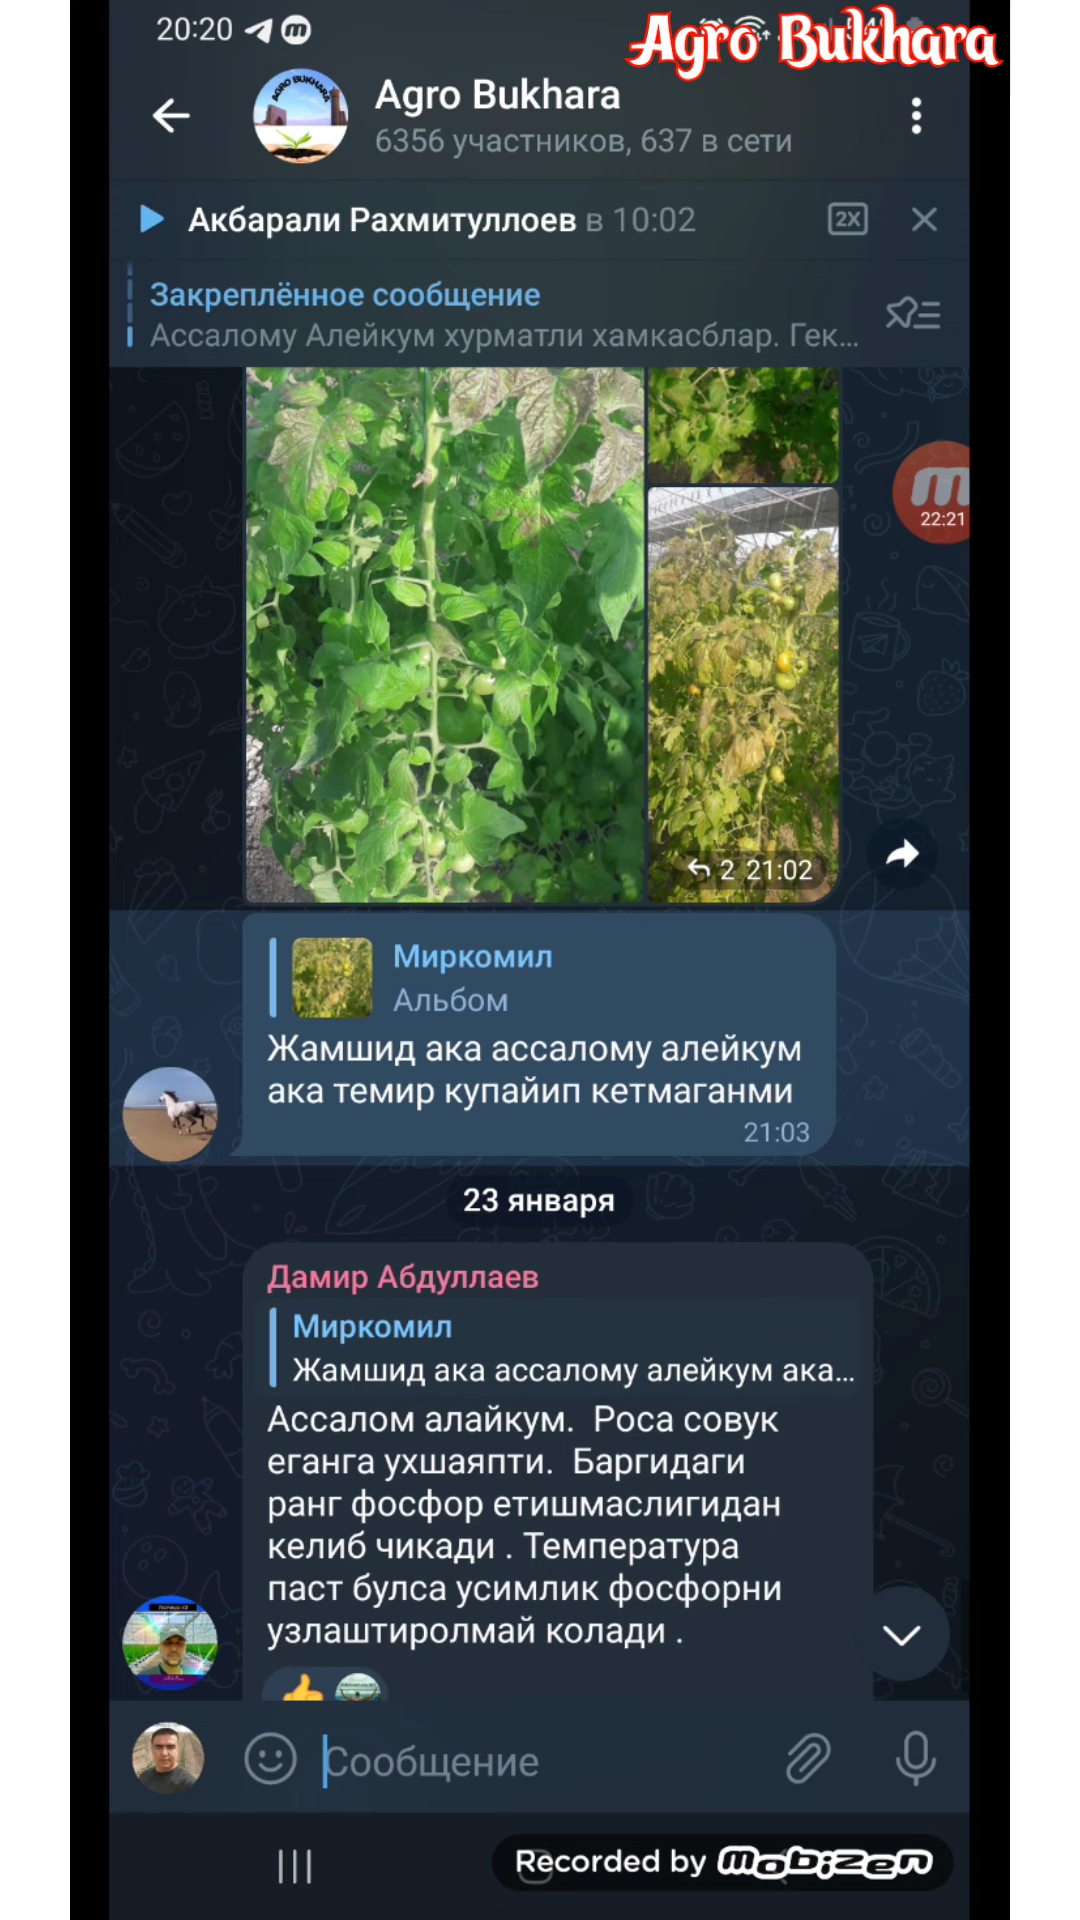 20:20
Agro Bukhara
AGRO BUKHARA
Agro Bukhara
6356 участников, 637 в сети
Акбарали Рахмитуллоев в 10:02
2X
Закреплённое сообщение
Ассалому Алейкум хурматли хамкасблар. Гек...
22:21
2 21:02
Миркомил
Альбом
Жамшид ака ассалому алейкум
ака темир купайип кетмаганми
21:03
23 января
Дамир Абдуллаев
Миркомил
Жамшид ака ассалому алейкум ака...
Ассалом алайкум. Роса совук
еганга ухшаяпти. Баргидаги
ранг фосфор етишмаслигидан
келиб чикади . Температура
паст булса усимлик фосфорни
узлаштиролмай колади .
Сообщение
Recorded by mobizen